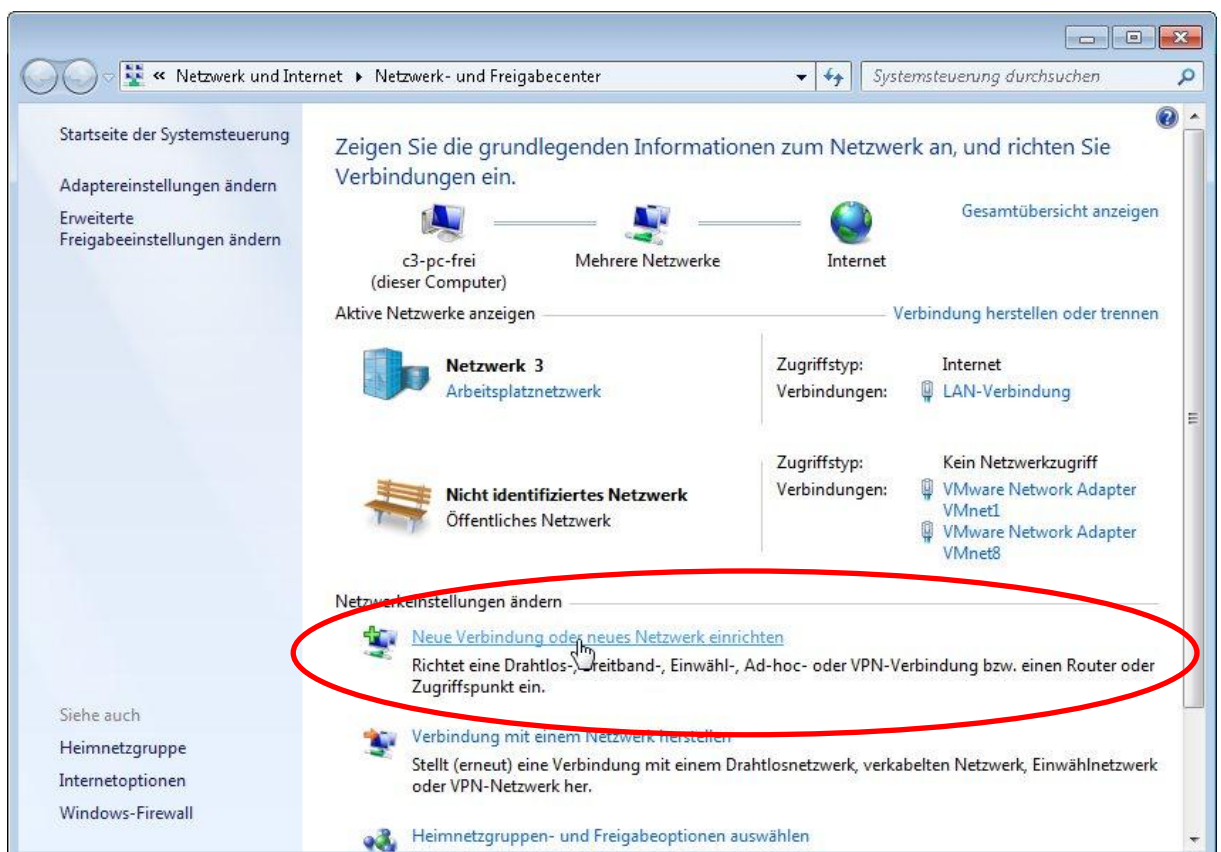 « Netzwerk und Internet ▸ Netzwerk- und Freigabecenter
Systemsteuerung durchsuchen
Startseite der Systemsteuerung
Adaptereinstellungen ändern
Erweiterte
Freigabeeinstellungen ändern
Zeigen Sie die grundlegenden Informationen zum Netzwerk an, und richten Sie
Verbindungen ein.
Gesamtübersicht anzeigen
c3-pc-frei
(dieser Computer)
Mehrere Netzwerke
Internet
Aktive Netzwerke anzeigen
Verbindung herstellen oder trennen
Netzwerk 3
Arbeitsplatznetzwerk
Zugriffstyp: Internet
Verbindungen: LAN-Verbindung
Nicht identifiziertes Netzwerk
Öffentliches Netzwerk
Zugriffstyp: Kein Netzwerkzugriff
Verbindungen: VMware Network Adapter
VMnet1
VMware Network Adapter
VMnet8
Netzwerkeinstellungen ändern
Neue Verbindung oder neues Netzwerk einrichten
Richtet eine Drahtlos-, Breitband-, Einwähl-, Ad-hoc- oder VPN-Verbindung bzw. einen Router oder
Zugriffspunkt ein.
Verbindung mit einem Netzwerk herstellen
Stellt (erneut) eine Verbindung mit einem Drahtlosnetzwerk, verkabelten Netzwerk, Einwählnetzwerk
oder VPN-Netzwerk her.
Heimnetzgruppen- und Freigabeoptionen auswählen
Siehe auch
Heimnetzgruppe
Internetoptionen
Windows-Firewall